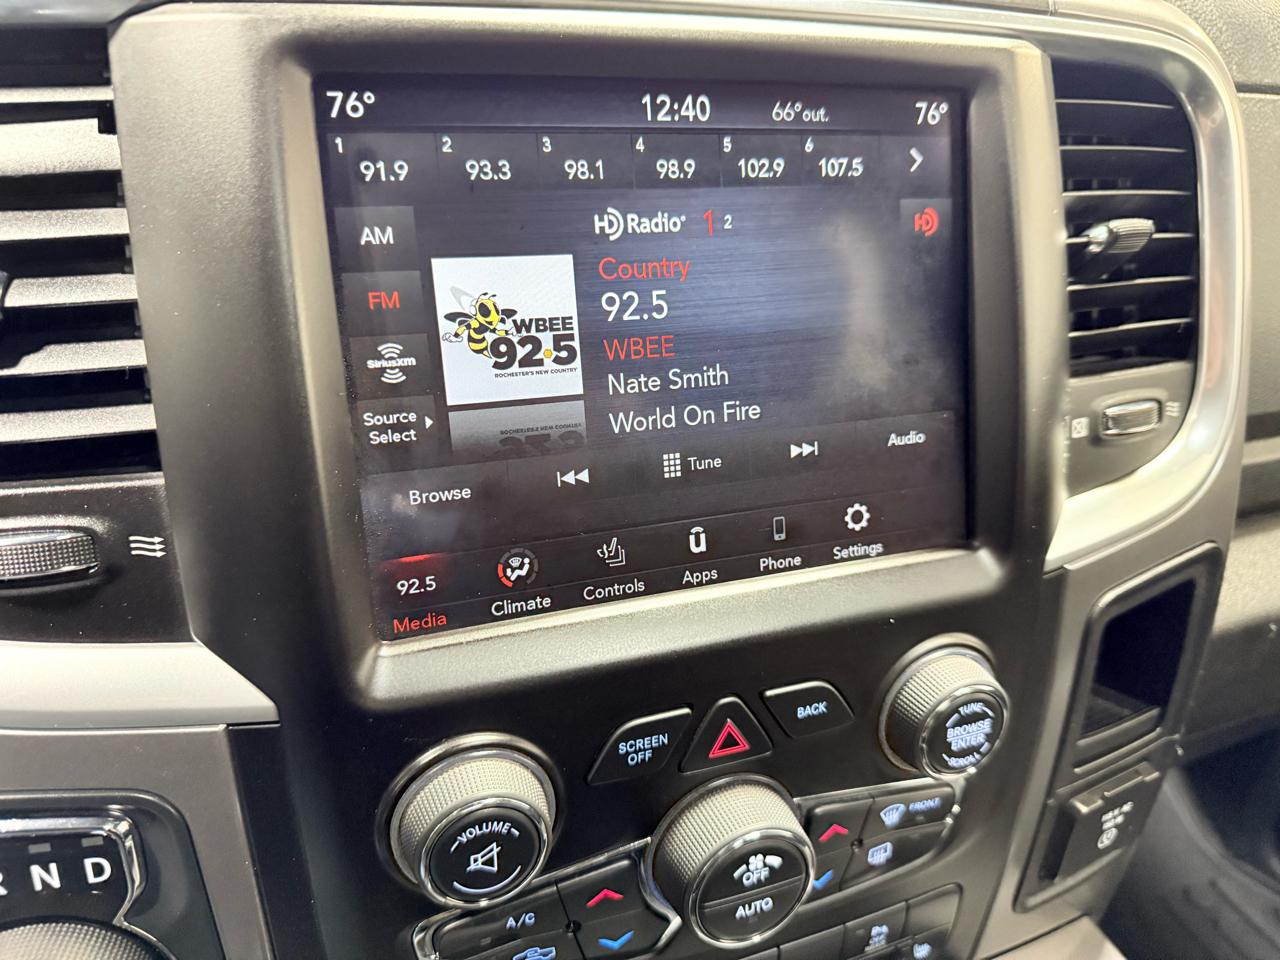 76° 12:40 66° out. 76°
1 91.9 2 93.3 3 98.1 4 98.9 5 102.9 6 107.5
HD Radio 1 2 HD
AM
FM
SiriusXM
Source
Select
WBEE
92.5
ROCHESTER'S NEW COUNTRY
Country
92.5
WBEE
Nate Smith
World On Fire
Browse
Tune
Audio
92.5
Media
Climate
Controls
Apps
Phone
Settings
SCREEN
OFF
BACK
TUNE
BROWSE
ENTER
SCROLL
VOLUME
OFF
AUTO
FRONT
A/C
R N D